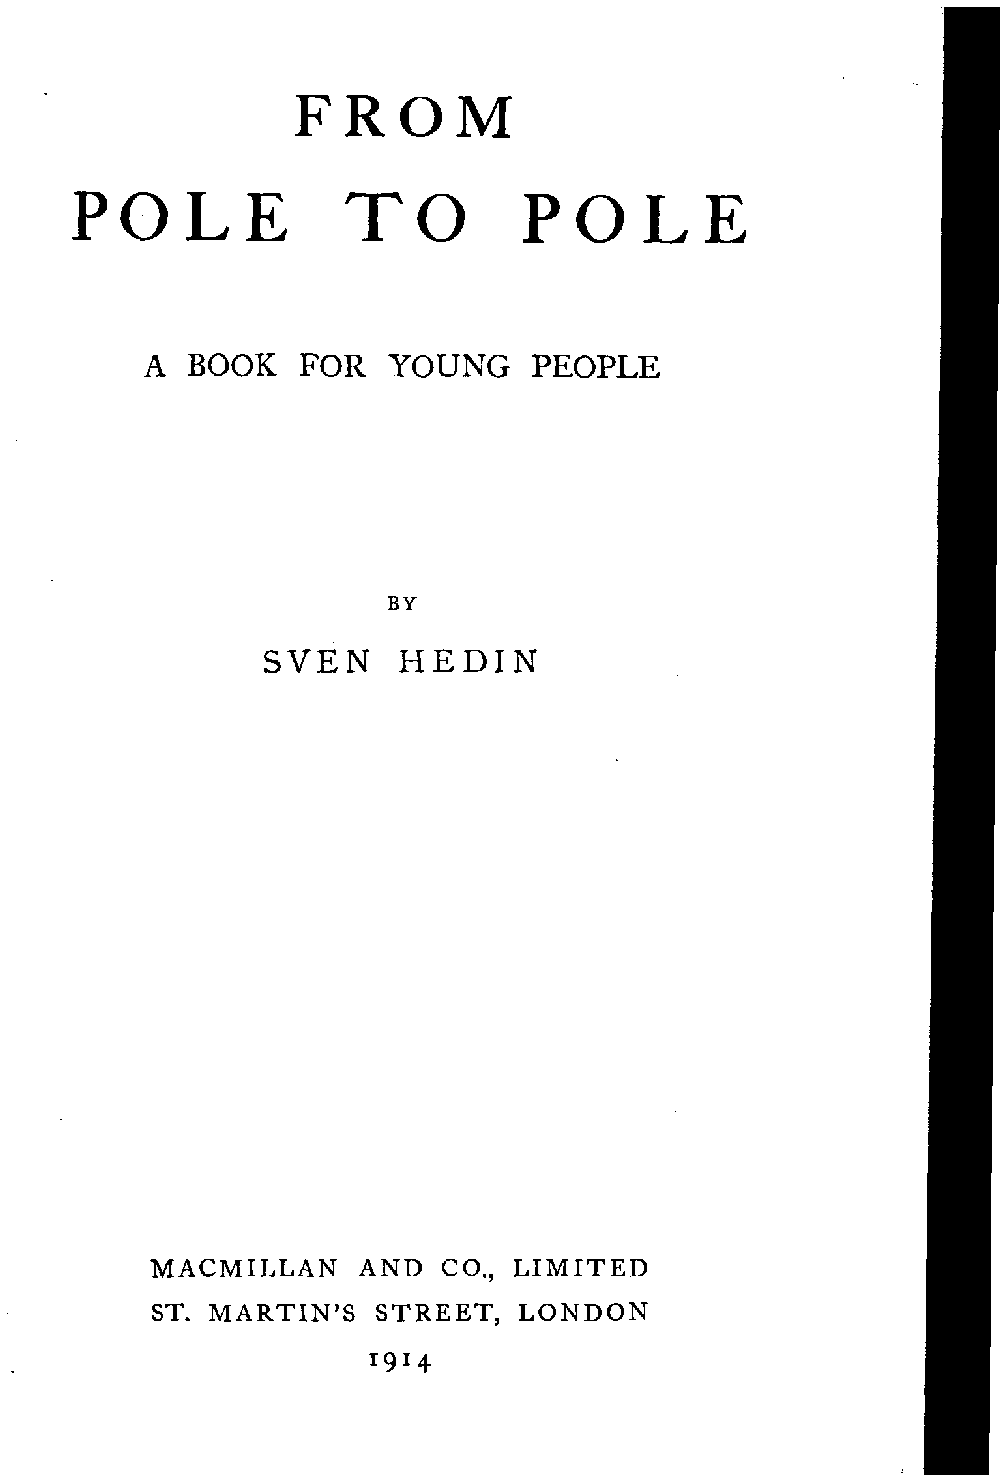 FROM
POLE TO POLE
A BOOK FOR YOUNG PEOPLE
BY
SVEN HEDIN
MACMILLAN AND CO., LIMITED
ST. MARTIN'S STREET, LONDON
1914